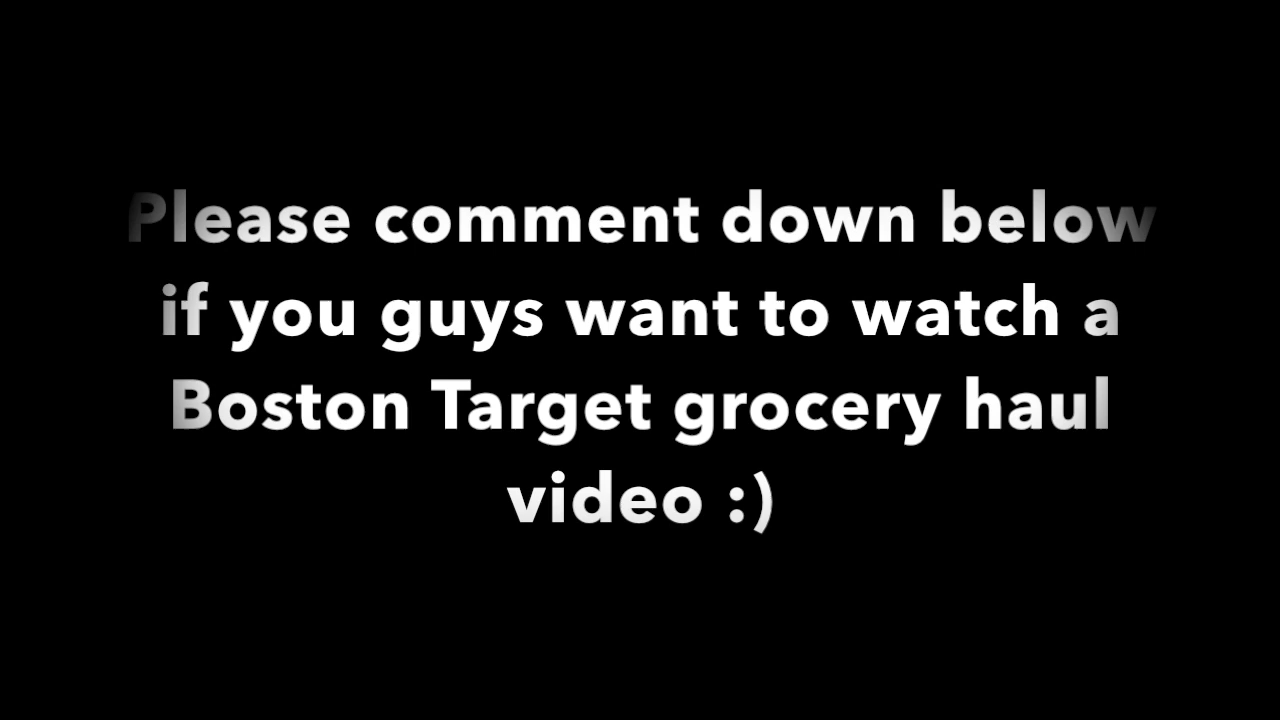 Please comment down below
if you guys want to watch a
Boston Target grocery haul
video :)